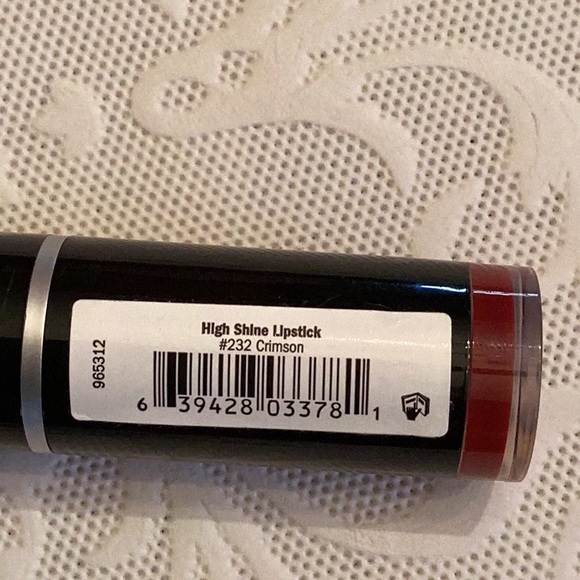 High Shine Lipstick
#232 Crimson
965312
6 39428 03378 1